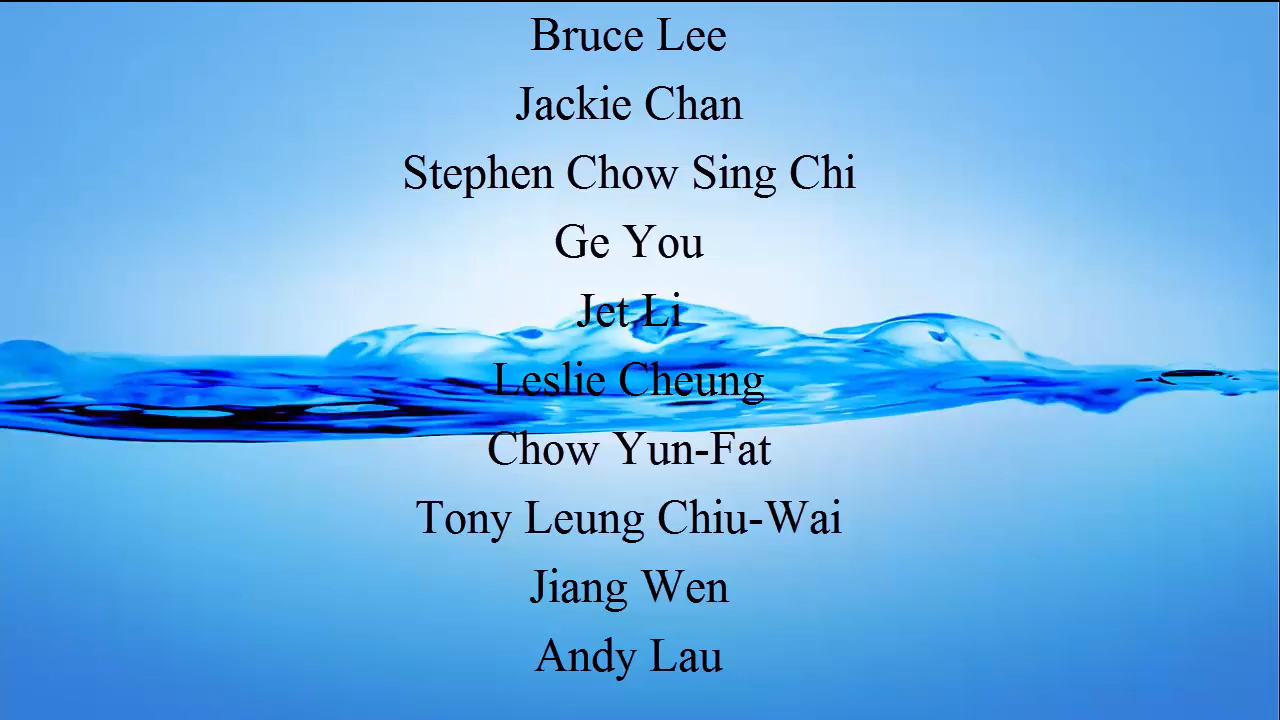 Bruce Lee
Jackie Chan
Stephen Chow Sing Chi
Ge You
Jet Li
Leslie Cheung
Chow Yun-Fat
Tony Leung Chiu-Wai
Jiang Wen
Andy Lau